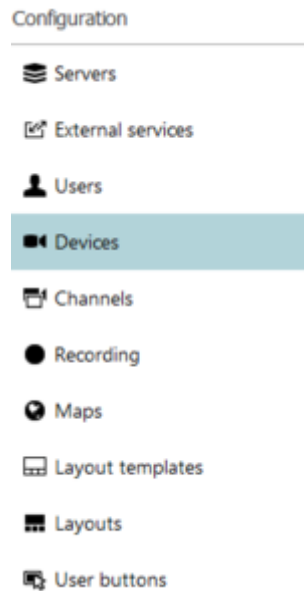 Configuration
Servers
External services
Users
Devices
Channels
Recording
Maps
Layout templates
Layouts
User buttons